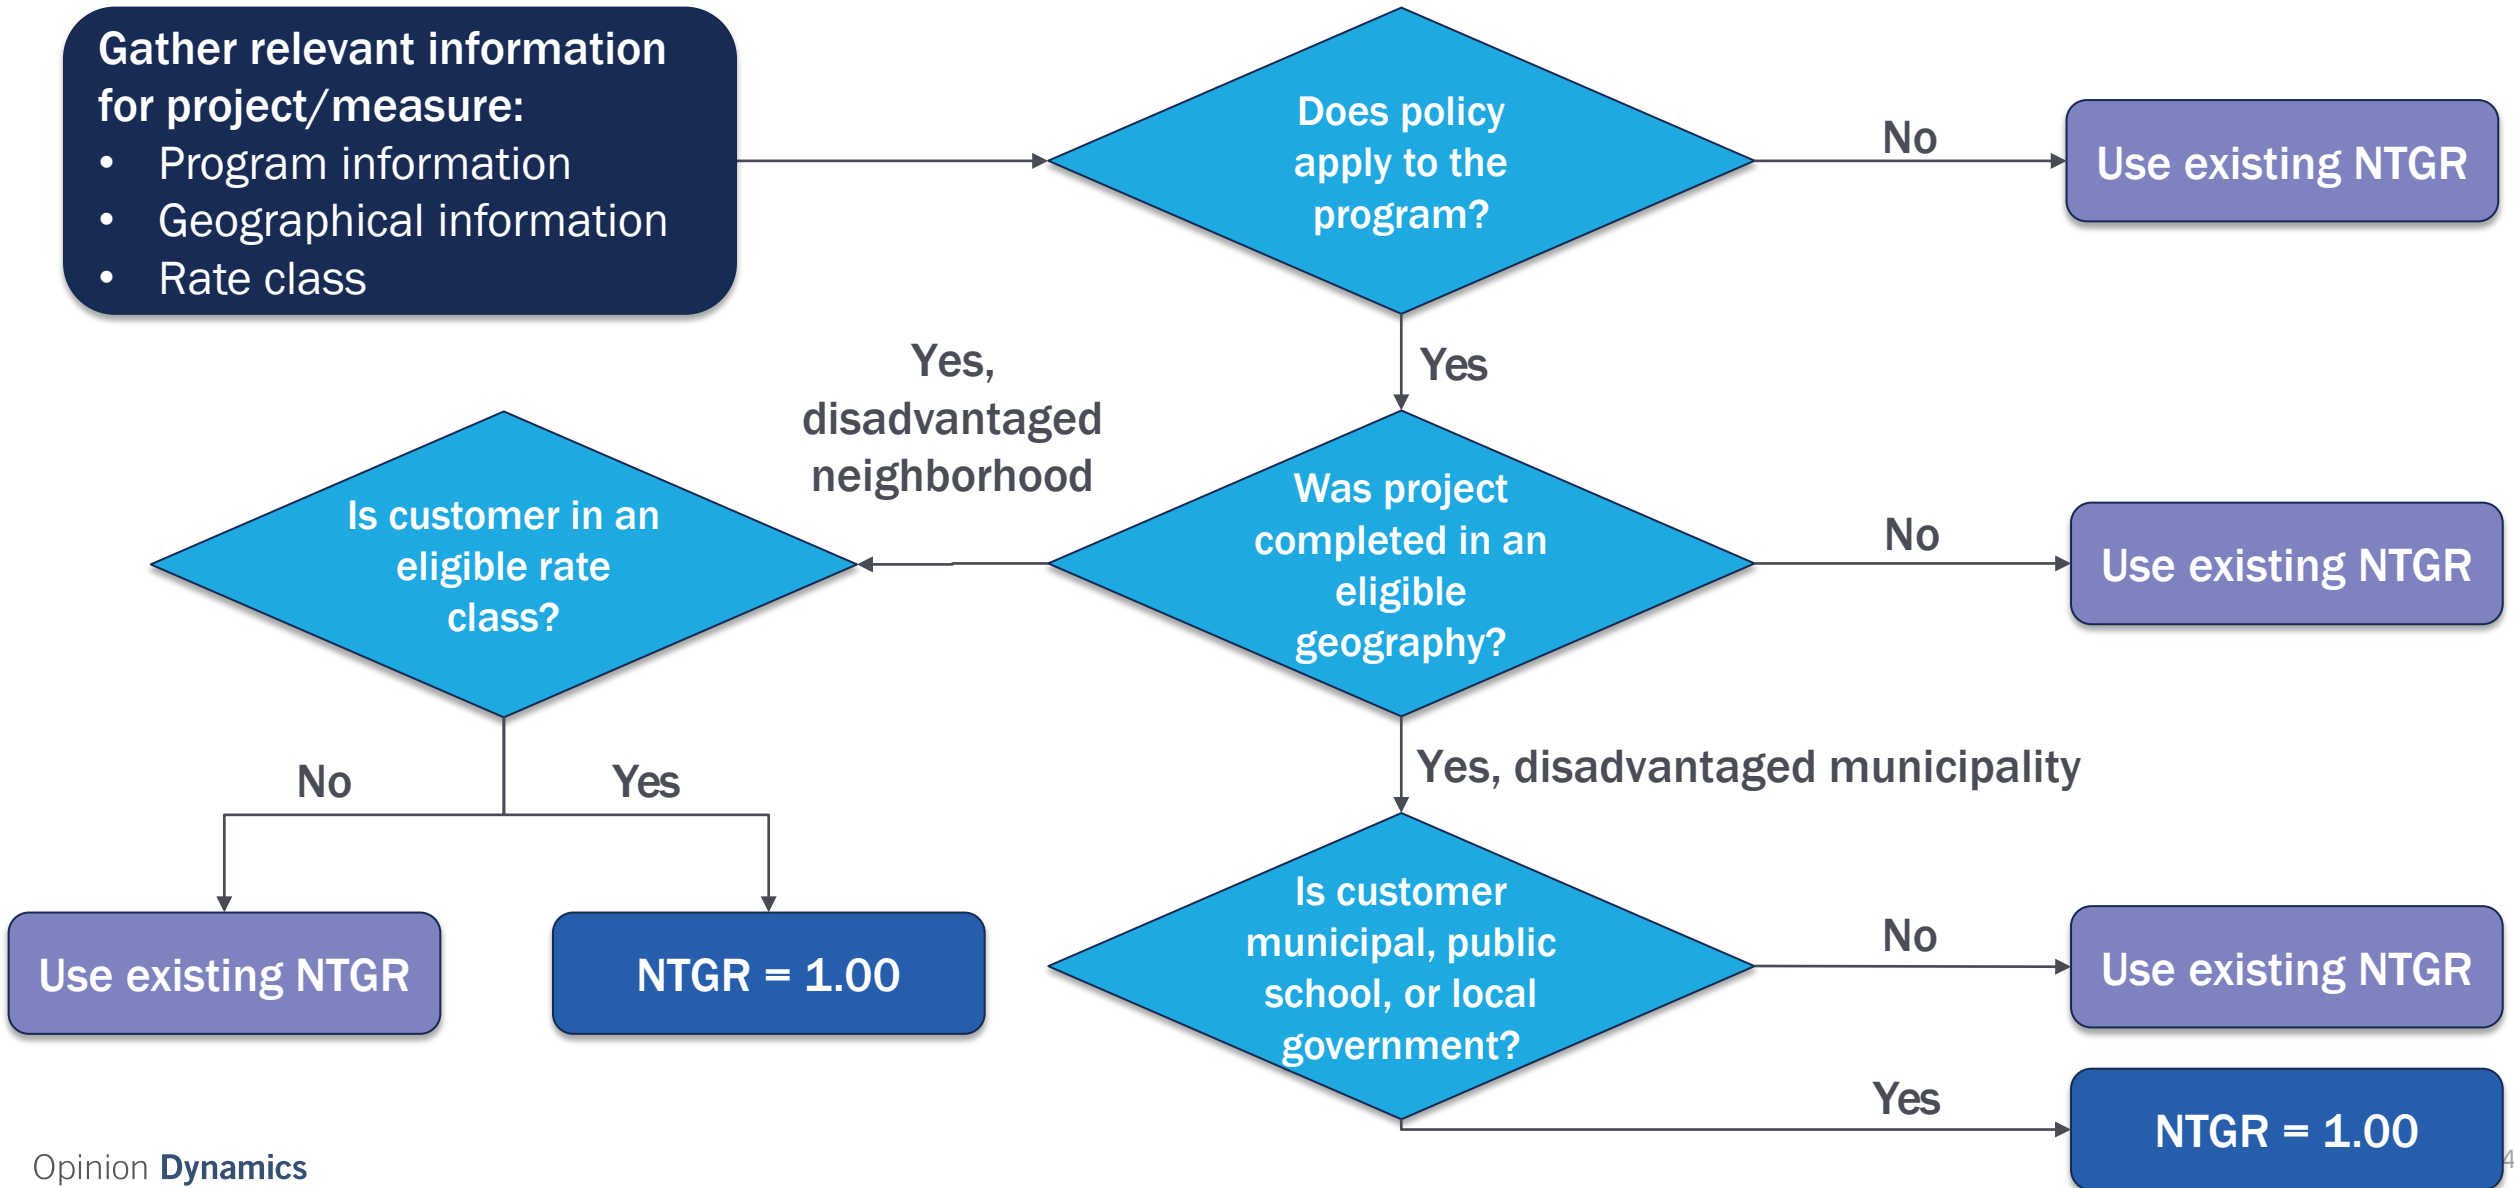 Gather relevant information
for project/measure:
• Program information
• Geographical information
• Rate class
Does policy
apply to the
program?
No
Use existing NTGR
Yes
Was project
completed in an
eligible
geography?
No
Use existing NTGR
Yes,
disadvantaged
neighborhood
Is customer in an
eligible rate
class?
No
Yes
Use existing NTGR
NTGR = 1.00
Yes, disadvantaged municipality
Is customer
municipal, public
school, or local
government?
No
Use existing NTGR
Yes
NTGR = 1.00
Opinion Dynamics